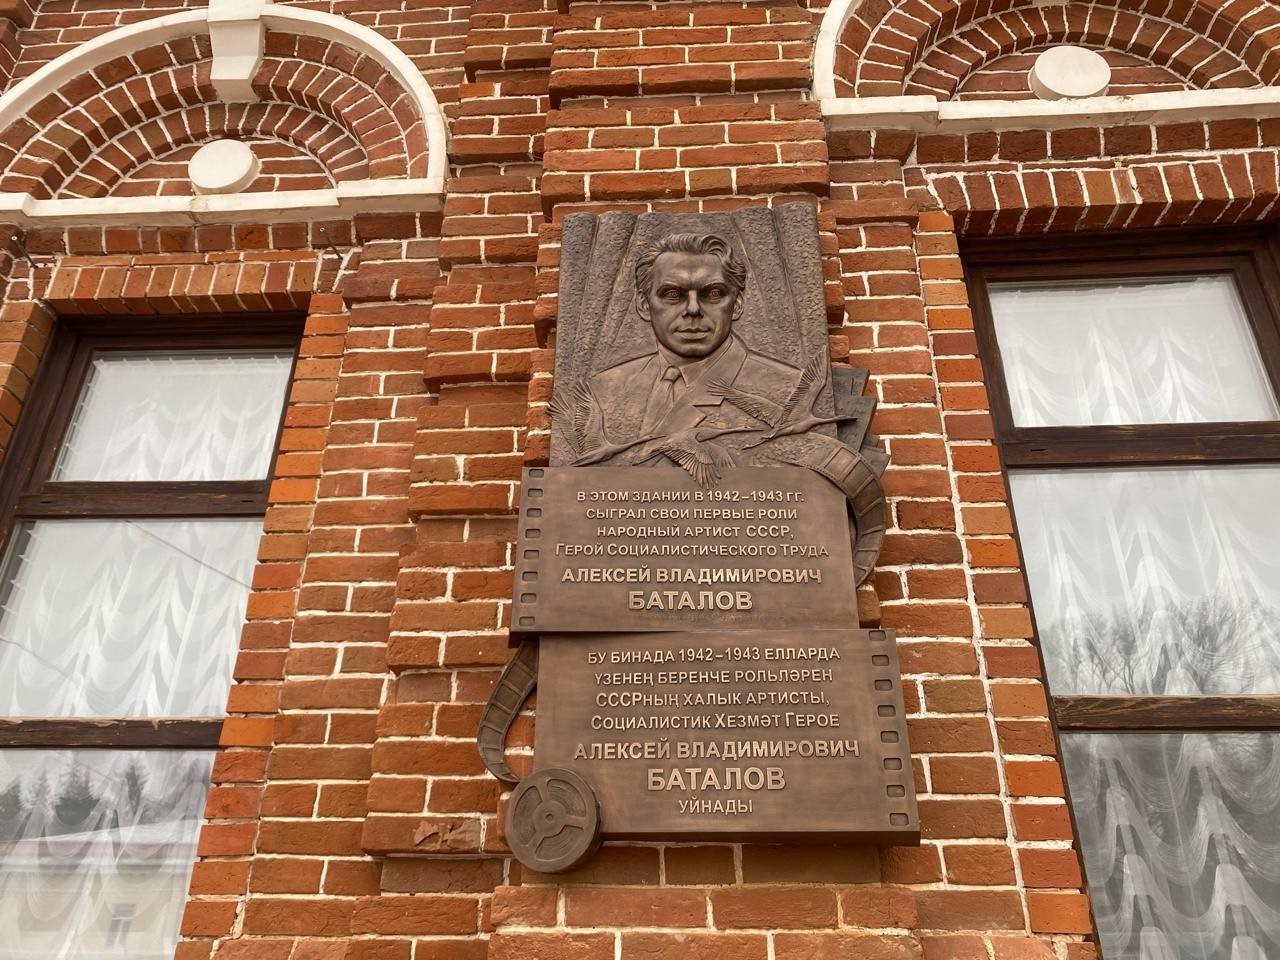 В ЭТОМ ЗДАНИИ В 1942–1943 ГГ.
СЫГРАЛ СВОИ ПЕРВЫЕ РОЛИ
НАРОДНЫЙ АРТИСТ СССР,
ГЕРОЙ СОЦИАЛИСТИЧЕСКОГО ТРУДА
АЛЕКСЕЙ ВЛАДИМИРОВИЧ
БАТАЛОВ
БУ БИНАДА 1942–1943 ЕЛЛАРДА
ҮЗЕНЕҢ БЕРЕНЧЕ РОЛЬЛӘРЕН
СССРның ХАЛЫК АРТИСТЫ,
СОЦИАЛИСТИК ХЕЗМӘТ ГЕРОЕ
АЛЕКСЕЙ ВЛАДИМИРОВИЧ
БАТАЛОВ
УЙНАДЫ